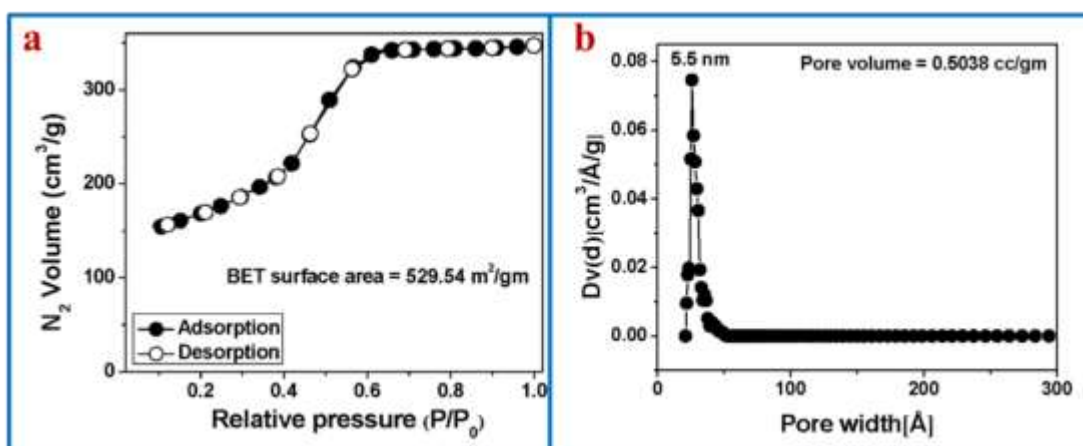 a
N2 Volume (cm3/g)
300
200
100
0
BET surface area = 529.54 m2/gm
Adsorption
Desorption
0.2 0.4 0.6 0.8 1.0
Relative pressure (P/P0)
b
5.5 nm
Pore volume = 0.5038 cc/gm
Dv(d)[cm3/Å/g]
0.08
0.06
0.04
0.02
0.00
0 100 200 300
Pore width[Å]